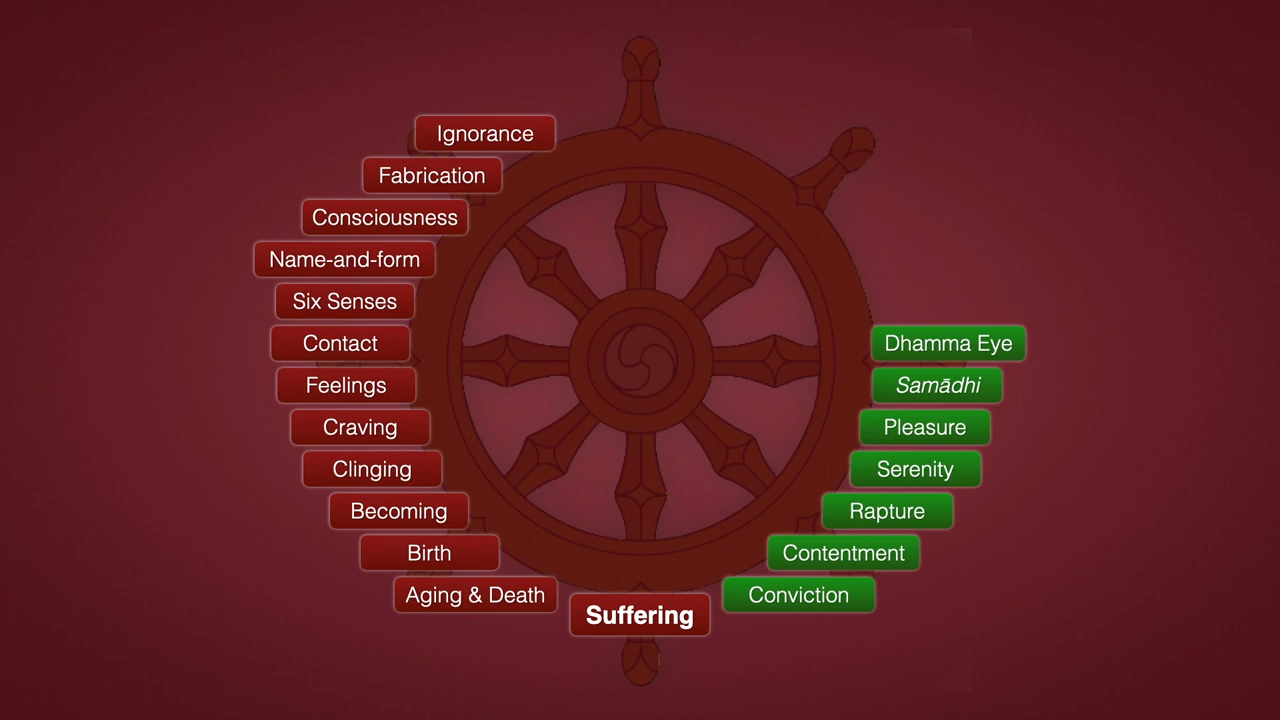 Ignorance
Fabrication
Consciousness
Name-and-form
Six Senses
Contact
Feelings
Craving
Clinging
Becoming
Birth
Aging & Death
Suffering
Conviction
Contentment
Rapture
Serenity
Pleasure
Samādhi
Dhamma Eye